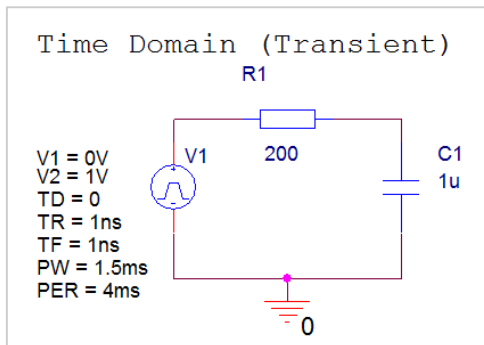 Time Domain (Transient)
R1
200
C1
1u
V1
V1 = 0V
V2 = 1V
TD = 0
TR = 1ns
TF = 1ns
PW = 1.5ms
PER = 4ms
0